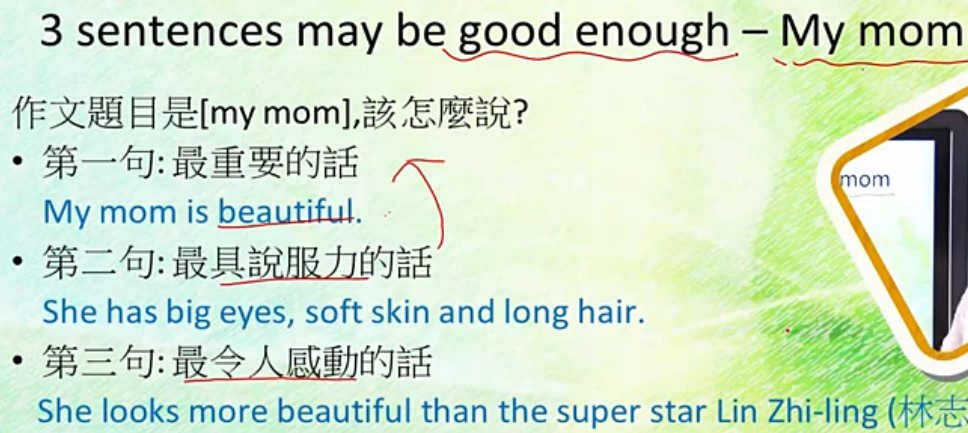 3 sentences may be good enough – My mom
作文題目是[my mom],該怎麼說?
• 第一句: 最重要的話
My mom is beautiful.
• 第二句: 最具說服力的話
She has big eyes, soft skin and long hair.
• 第三句: 最令人感動的話
She looks more beautiful than the super star Lin Zhi-ling (林志
mom